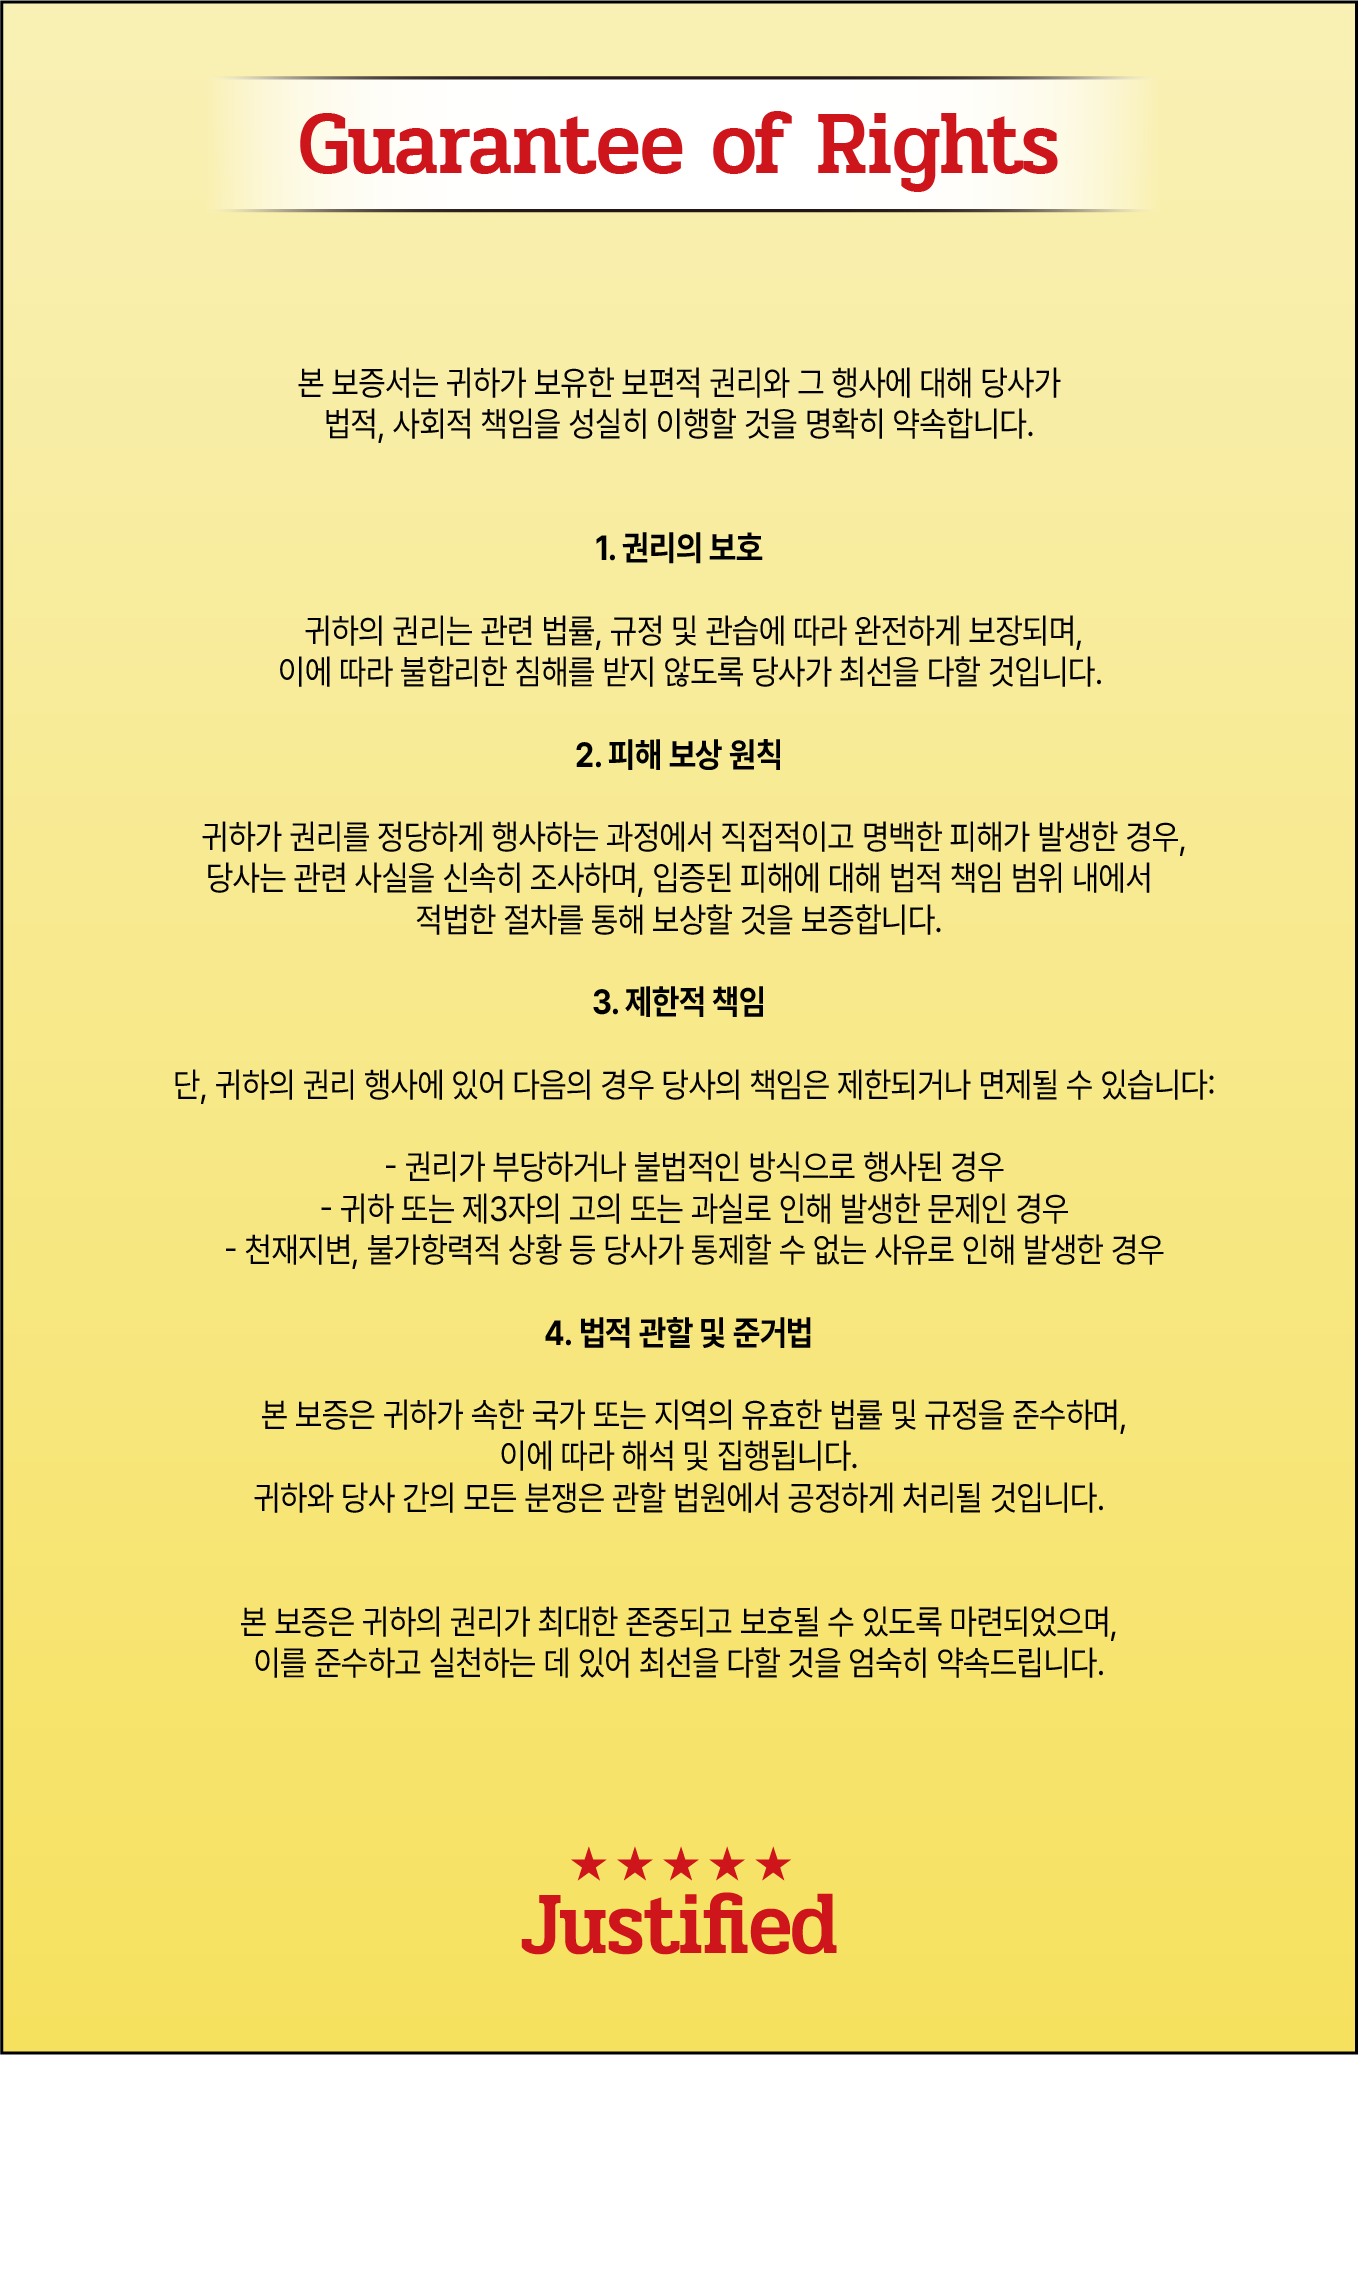 Guarantee of Rights
본 보증서는 귀하가 보유한 보편적 권리와 그 행사에 대해 당사가
법적, 사회적 책임을 성실히 이행할 것을 명확히 약속합니다.
1. 권리의 보호
귀하의 권리는 관련 법률, 규정 및 관습에 따라 완전하게 보장되며,
이에 따라 불합리한 침해를 받지 않도록 당사가 최선을 다할 것입니다.
2. 피해 보상 원칙
귀하가 권리를 정당하게 행사하는 과정에서 직접적이고 명백한 피해가 발생한 경우,
당사는 관련 사실을 신속히 조사하며, 입증된 피해에 대해 법적 책임 범위 내에서
적법한 절차를 통해 보상할 것을 보증합니다.
3. 제한적 책임
단, 귀하의 권리 행사에 있어 다음의 경우 당사의 책임은 제한되거나 면제될 수 있습니다:
- 권리가 부당하거나 불법적인 방식으로 행사된 경우
- 귀하 또는 제3자의 고의 또는 과실로 인해 발생한 문제인 경우
- 천재지변, 불가항력적 상황 등 당사가 통제할 수 없는 사유로 인해 발생한 경우
4. 법적 관할 및 준거법
본 보증은 귀하가 속한 국가 또는 지역의 유효한 법률 및 규정을 준수하며,
이에 따라 해석 및 집행됩니다.
귀하와 당사 간의 모든 분쟁은 관할 법원에서 공정하게 처리될 것입니다.
본 보증은 귀하의 권리가 최대한 존중되고 보호될 수 있도록 마련되었으며,
이를 준수하고 실천하는 데 있어 최선을 다할 것을 엄숙히 약속드립니다.
★★★★★
Justified